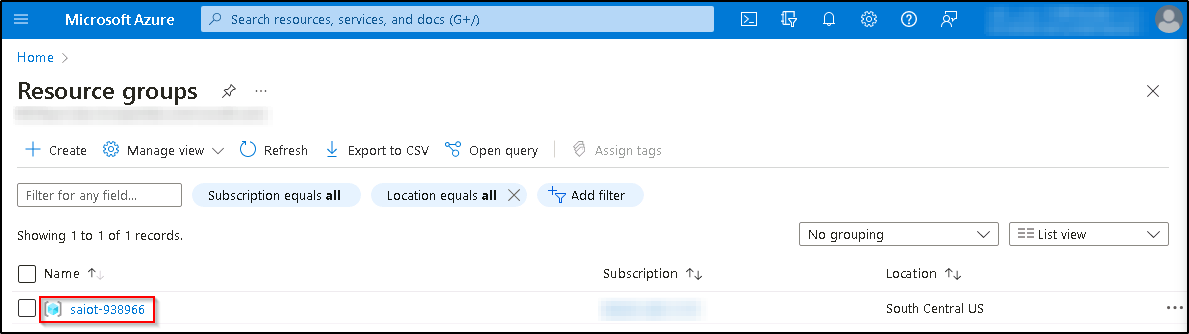 Microsoft Azure
Search resources, services, and docs (G+/)
Home
Resource groups
Create
Manage view
Refresh
Export to CSV
Open query
Assign tags
Filter for any field...
Subscription equals all
Location equals all
Add filter
Showing 1 to 1 of 1 records.
No grouping
List view
Name
Subscription
Location
saiot-938966
South Central US